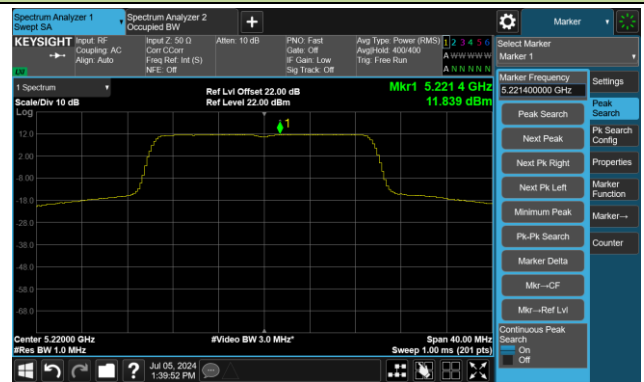 Spectrum Analyzer 1
Swept SA
Spectrum Analyzer 2
Occupied BW
+
Marker
KEYSIGHT
Input: RF
Coupling: AC
Align: Auto
Input Z: 50 Ω
Corr CCorr
Freq Ref: Int (S)
NFE: Off
Atten: 10 dB
PNO: Fast
Gate: Off
IF Gain: Low
Sig Track: Off
Avg Type: Power (RMS)
Avg|Hold: 400/400
Trig: Free Run
1 2 3 4 5 6
A W W W W W
A N N N N N
LW
Select Marker
Marker 1
1 Spectrum
Scale/Div 10 dB
Log
Ref Lvl Offset 22.00 dB
Ref Level 22.00 dBm
Mkr1 5.221 4 GHz
11.839 dBm
1
12.0
2.00
-8.00
-18.0
-28.0
-38.0
-48.0
-58.0
-68.0
Center 5.22000 GHz
#Res BW 1.0 MHz
#Video BW 3.0 MHz*
Span 40.00 MHz
Sweep 1.00 ms (201 pts)
Marker Frequency
5.221400000 GHz
Peak Search
Next Peak
Next Pk Right
Next Pk Left
Minimum Peak
Pk-Pk Search
Marker Delta
Mkr→CF
Mkr→Ref Lvl
Continuous Peak
Search
On
Off
Settings
Peak
Search
Pk Search
Config
Properties
Marker
Function
Marker→
Counter
?
Jul 05, 2024
1:39:52 PM